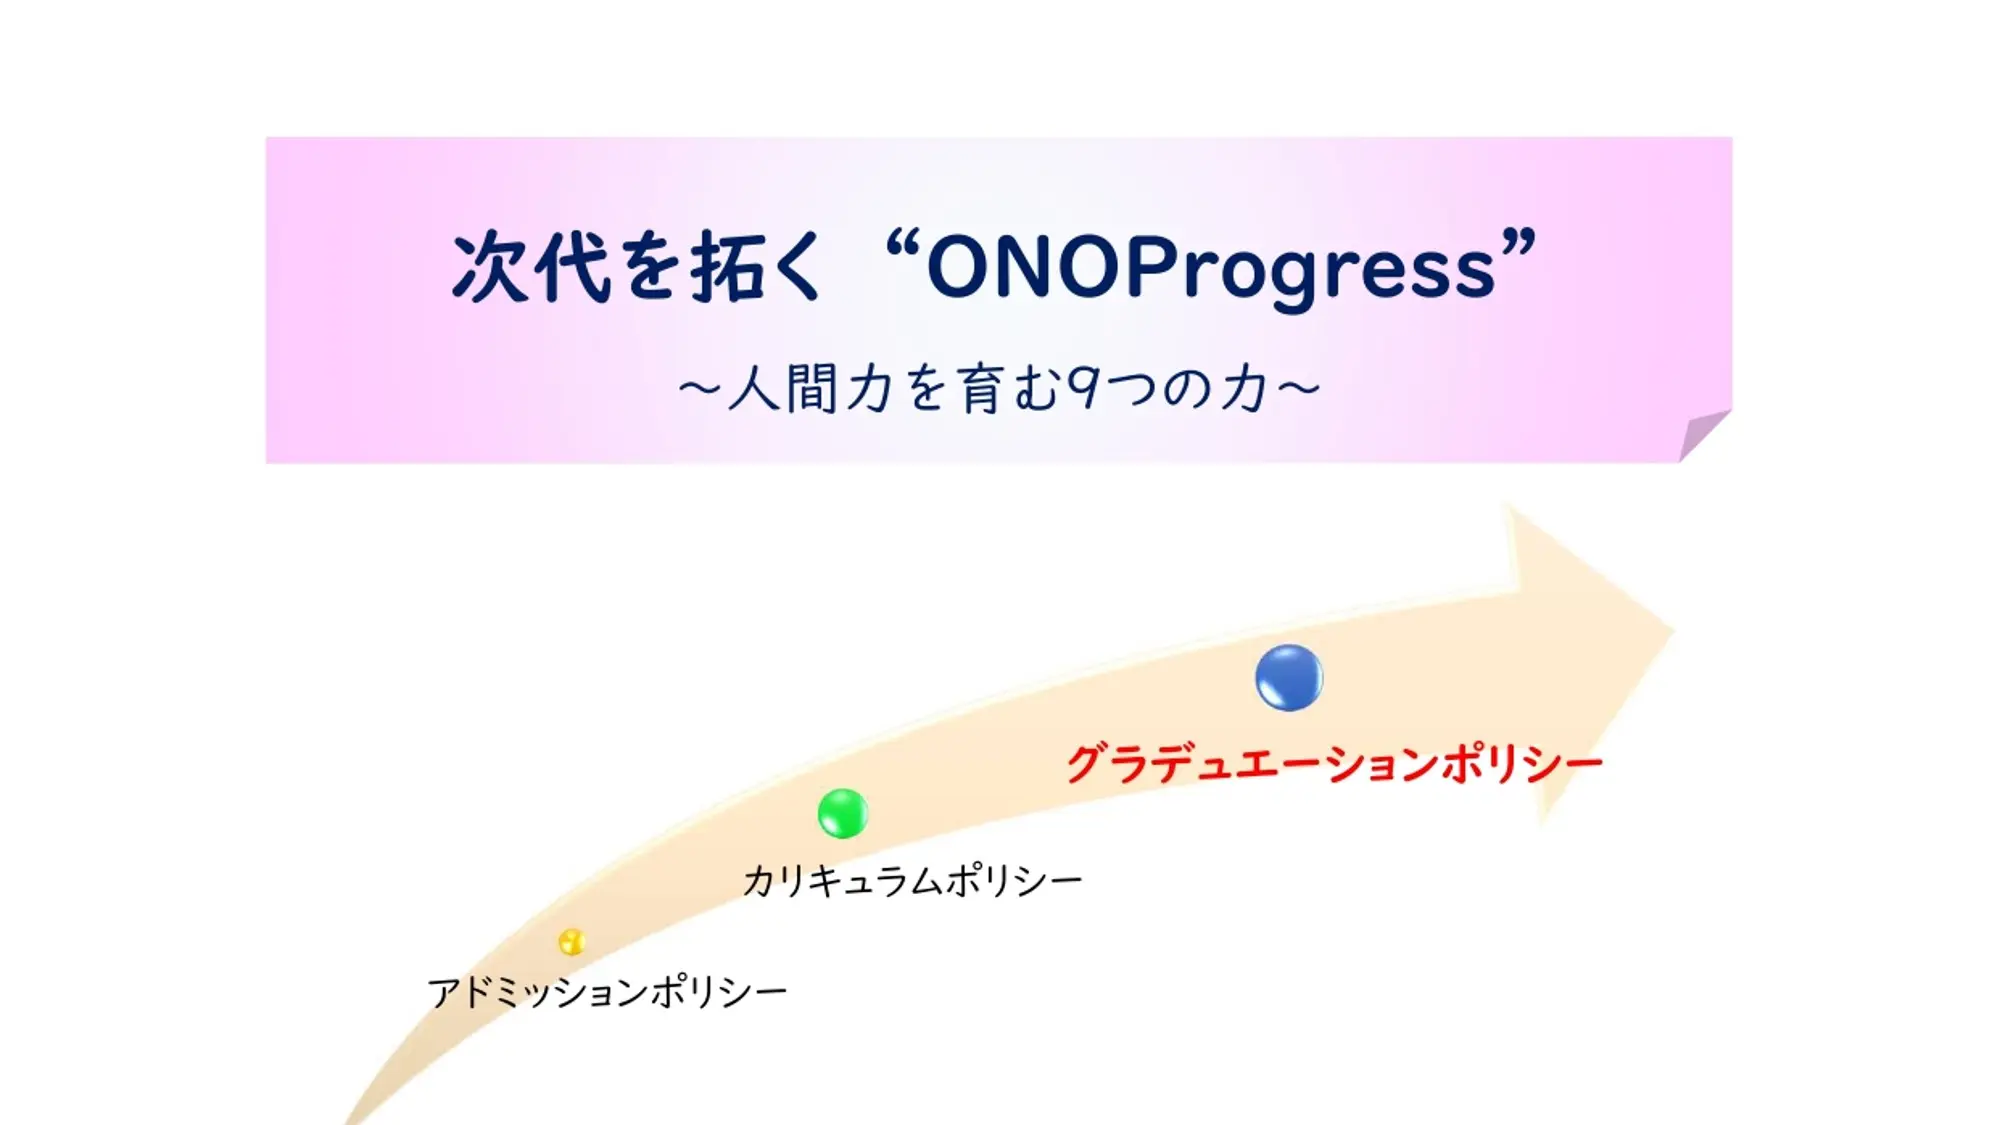 次代を拓く “ONOProgress”
～人間力を育む9つの力～
グラデュエーションポリシー
カリキュラムポリシー
アドミッションポリシー